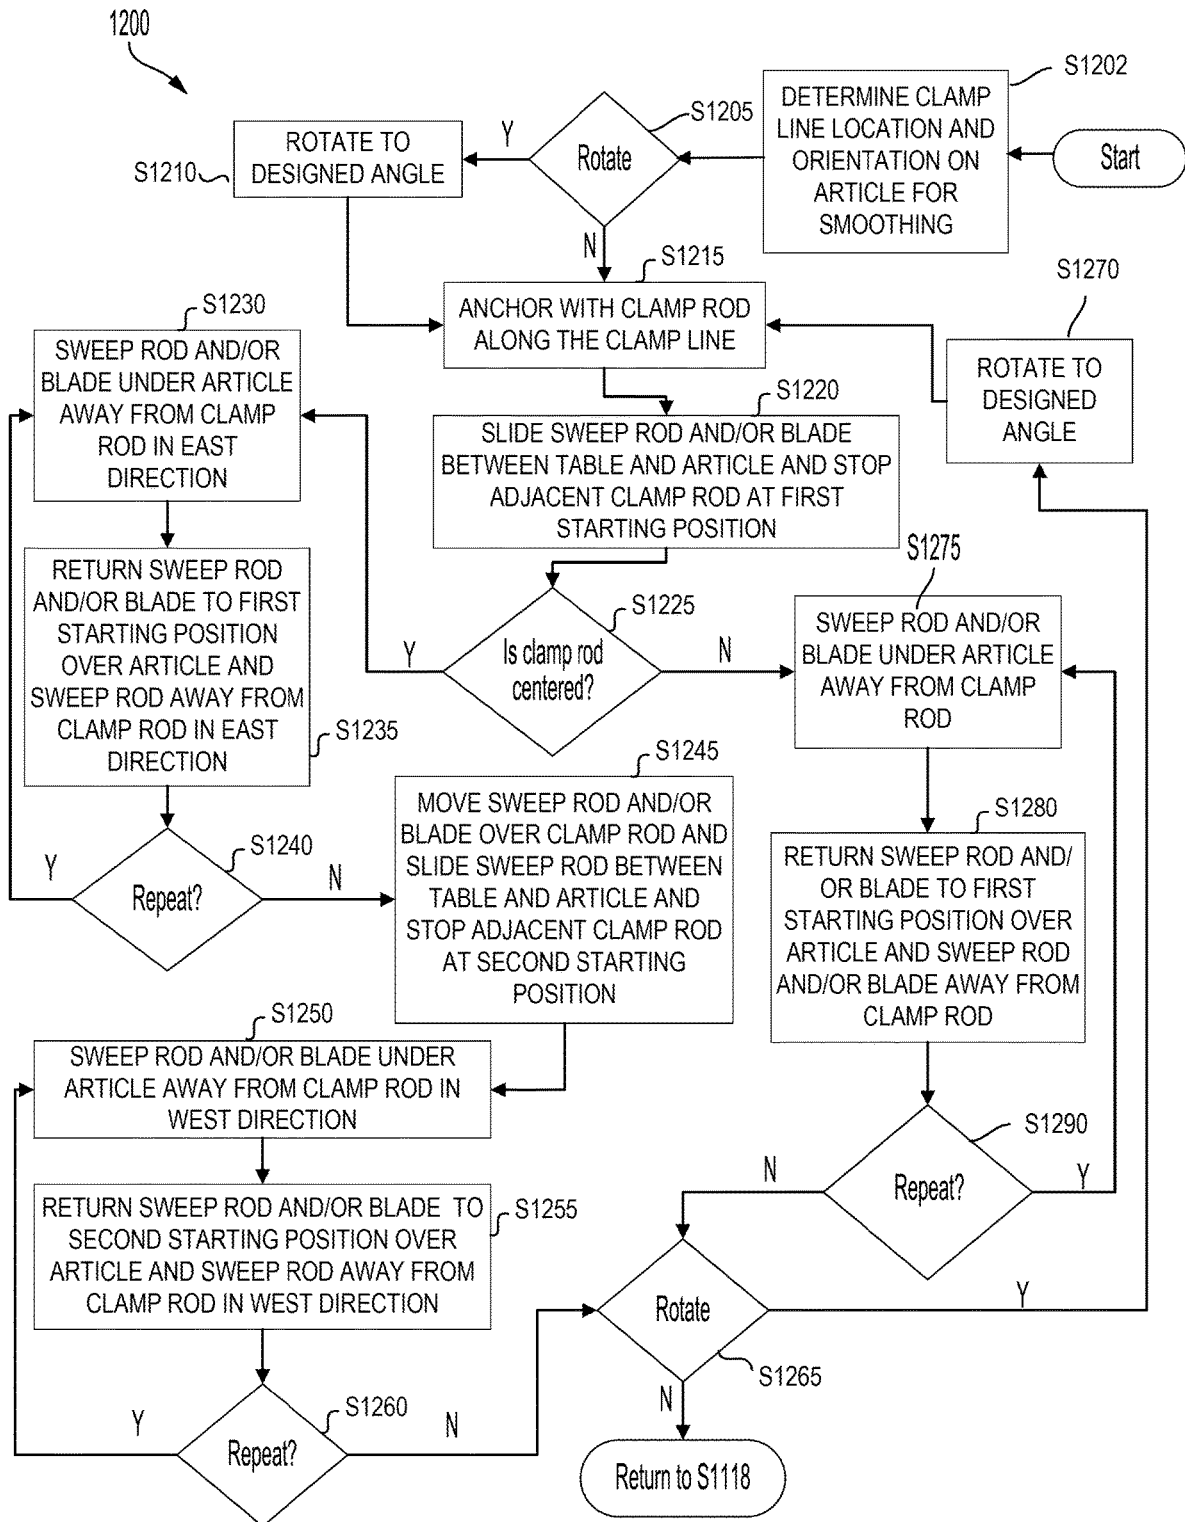 1200
S1202
DETERMINE CLAMP
LINE LOCATION AND
ORIENTATION ON
ARTICLE FOR
SMOOTHING
Start
S1205
Rotate
Y
N
ROTATE TO
DESIGNED ANGLE
S1210
S1215
ANCHOR WITH CLAMP ROD
ALONG THE CLAMP LINE
S1270
ROTATE TO
DESIGNED
ANGLE
S1220
SLIDE SWEEP ROD AND/OR BLADE
BETWEEN TABLE AND ARTICLE AND STOP
ADJACENT CLAMP ROD AT FIRST
STARTING POSITION
S1225
Is clamp rod
centered?
Y
N
S1230
SWEEP ROD AND/OR
BLADE UNDER ARTICLE
AWAY FROM CLAMP
ROD IN EAST
DIRECTION
RETURN SWEEP ROD
AND/OR BLADE TO FIRST
STARTING POSITION
OVER ARTICLE AND
SWEEP ROD AWAY FROM
CLAMP ROD IN EAST
DIRECTION
S1235
S1240
Repeat?
Y
N
S1245
MOVE SWEEP ROD AND/OR
BLADE OVER CLAMP ROD AND
SLIDE SWEEP ROD BETWEEN
TABLE AND ARTICLE AND
STOP ADJACENT CLAMP ROD
AT SECOND STARTING
POSITION
S1250
SWEEP ROD AND/OR BLADE UNDER
ARTICLE AWAY FROM CLAMP ROD IN
WEST DIRECTION
RETURN SWEEP ROD AND/OR BLADE TO
SECOND STARTING POSITION OVER
ARTICLE AND SWEEP ROD AWAY FROM
CLAMP ROD IN WEST DIRECTION
S1255
S1260
Repeat?
Y
N
S1275
SWEEP ROD AND/OR
BLADE UNDER ARTICLE
AWAY FROM CLAMP
ROD
S1280
RETURN SWEEP ROD AND/
OR BLADE TO FIRST
STARTING POSITION OVER
ARTICLE AND SWEEP ROD
AND/OR BLADE AWAY FROM
CLAMP ROD
S1290
Repeat?
N
Y
Rotate
S1265
Y
N
Return to S1118